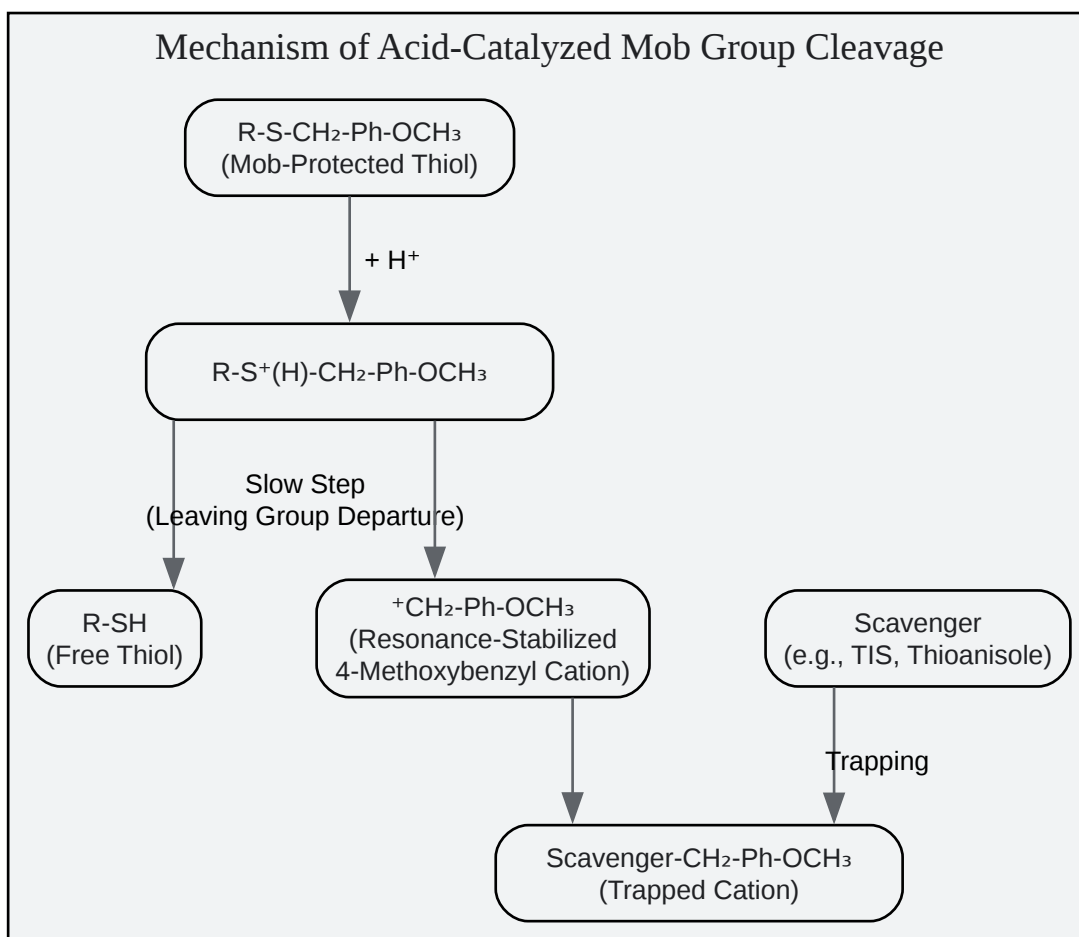 Mechanism of Acid-Catalyzed Mob Group Cleavage
R-S-CH₂-Ph-OCH₃
(Mob-Protected Thiol)
+ H⁺
R-S⁺(H)-CH₂-Ph-OCH₃
Slow Step
(Leaving Group Departure)
R-SH
(Free Thiol)
⁺CH₂-Ph-OCH₃
(Resonance-Stabilized
4-Methoxybenzyl Cation)
Scavenger
(e.g., TIS, Thioanisole)
Trapping
Scavenger-CH₂-Ph-OCH₃
(Trapped Cation)